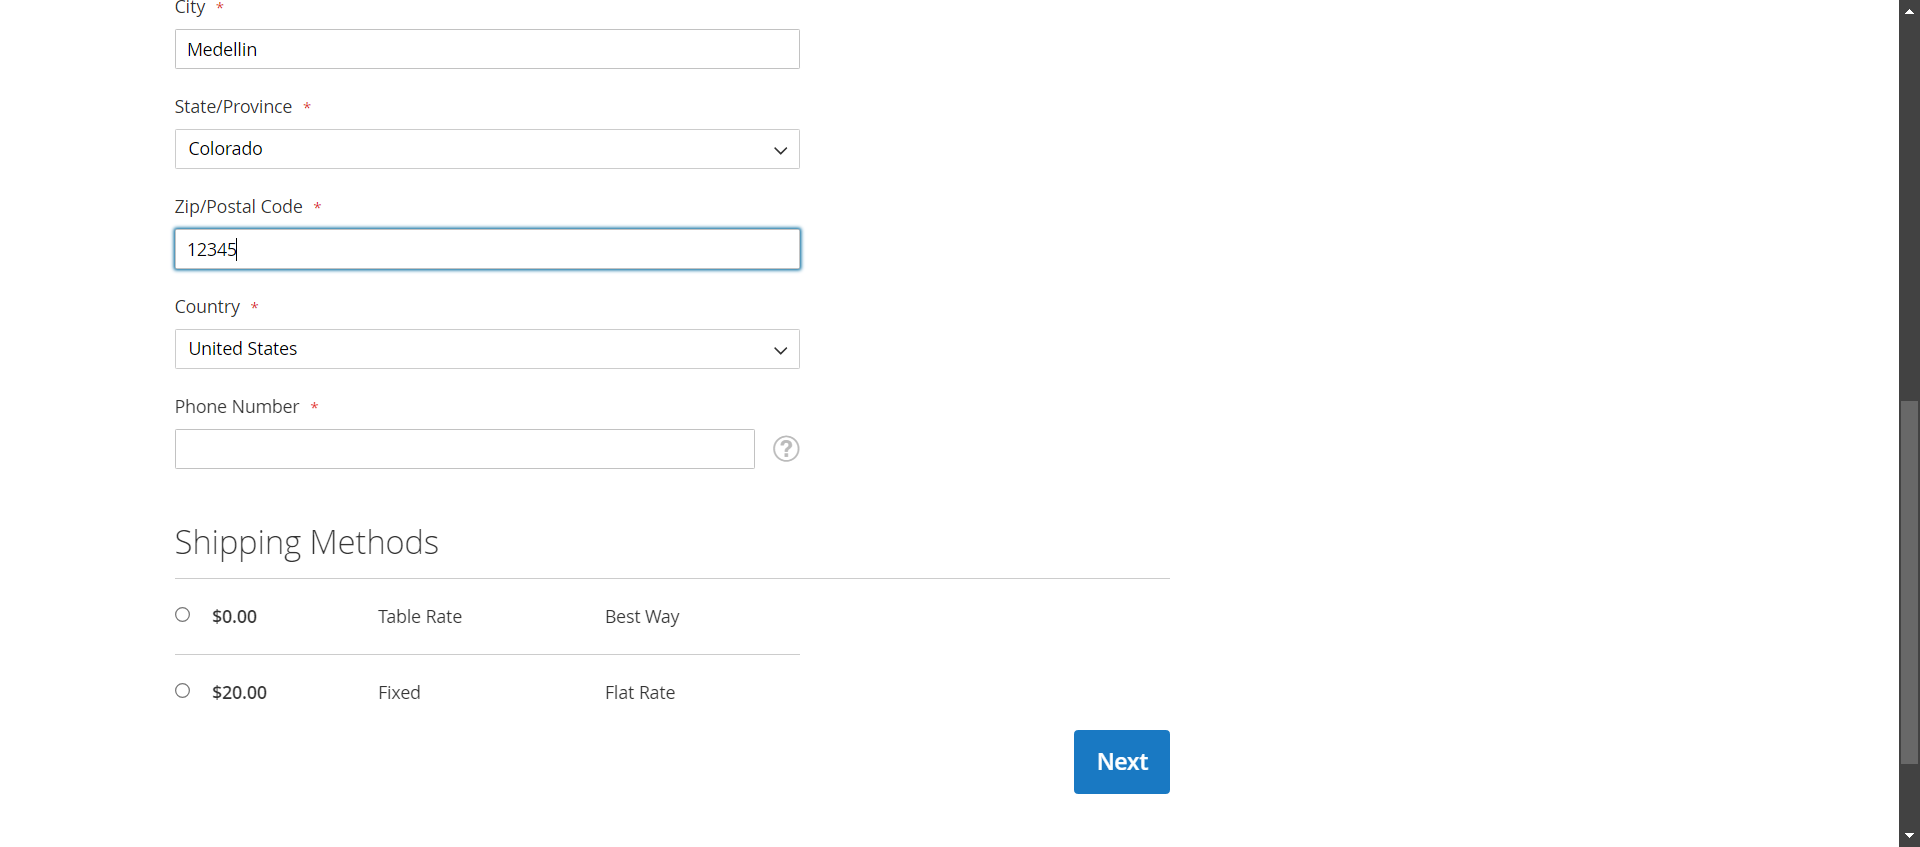 City *
Medellin
State/Province *
Colorado
Zip/Postal Code *
12345
Country *
United States
Phone Number *
?
Shipping Methods
$0.00 Table Rate Best Way
$20.00 Fixed Flat Rate
Next